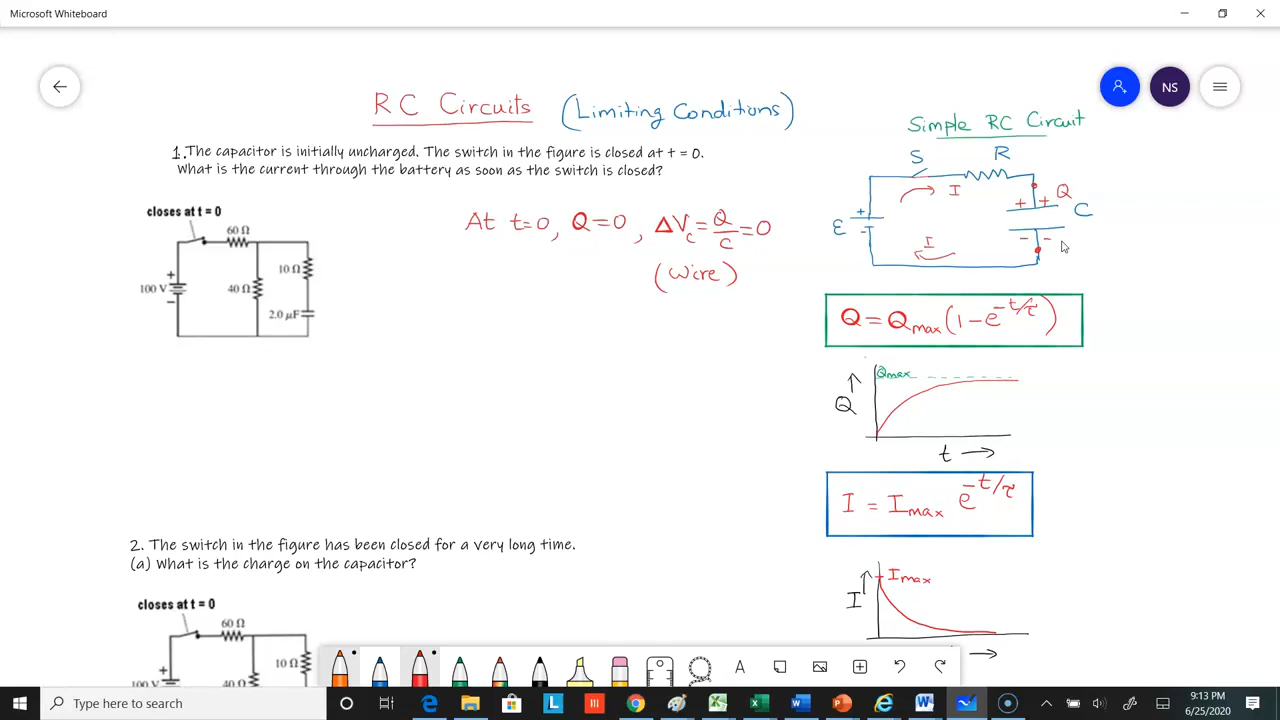 Microsoft Whiteboard
NS
RC Circuits (Limiting Conditions)
Simple RC Circuit
1. The capacitor is initially uncharged. The switch in the figure is closed at t = 0.
What is the current through the battery as soon as the switch is closed?
closes at t = 0
60 Ω
10 Ω
100 V
40 Ω
2.0 μF
+
−
At t=0, Q=0, ΔV_c = Q/C = 0
(wire)
S
R
I
+ + Q
C
ε
+
-
I
− −
Q = Qmax (1 − e^{−t/τ})
Qmax
Q
t
I = Imax e^{−t/τ}
Imax
I
2. The switch in the figure has been closed for a very long time.
(a) What is the charge on the capacitor?
closes at t = 0
60 Ω
10 Ω
+
100 V
40 Ω
A
Type here to search
9:13 PM
6/25/2020